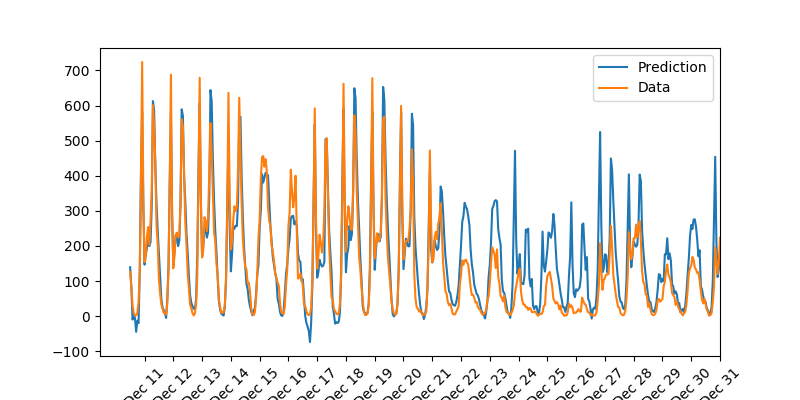 Prediction
Data
700
600
500
400
300
200
100
0
−100
Dec 11
Dec 12
Dec 13
Dec 14
Dec 15
Dec 16
Dec 17
Dec 18
Dec 19
Dec 20
Dec 21
Dec 22
Dec 23
Dec 24
Dec 25
Dec 26
Dec 27
Dec 28
Dec 29
Dec 30
Dec 31